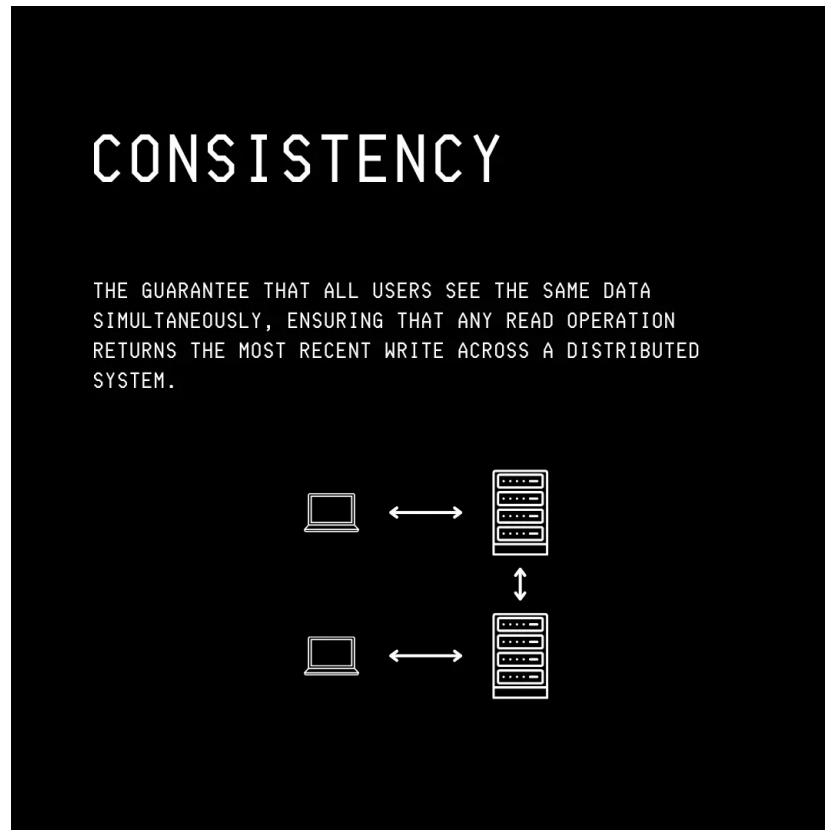 CONSISTENCY
THE GUARANTEE THAT ALL USERS SEE THE SAME DATA
SIMULTANEOUSLY, ENSURING THAT ANY READ OPERATION
RETURNS THE MOST RECENT WRITE ACROSS A DISTRIBUTED
SYSTEM.